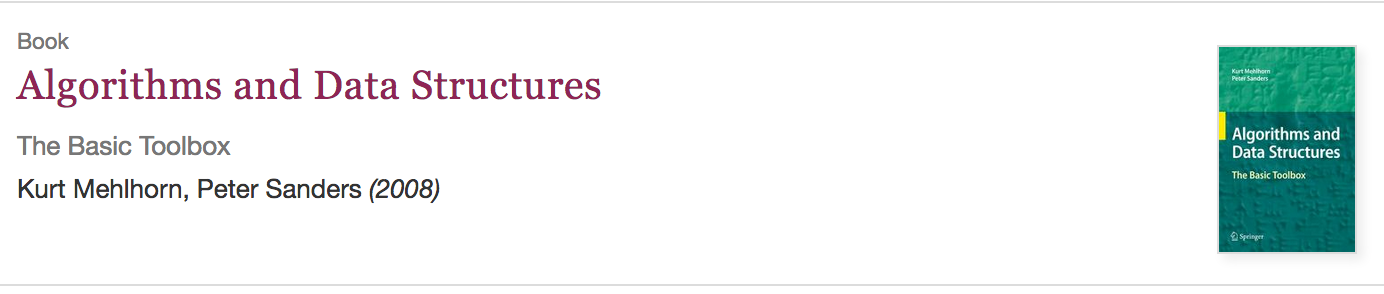 Book
Algorithms and Data Structures
The Basic Toolbox
Kurt Mehlhorn, Peter Sanders (2008)
Kurt Mehlhorn
Peter Sanders
Algorithms and
Data Structures
The Basic Toolbox
Springer